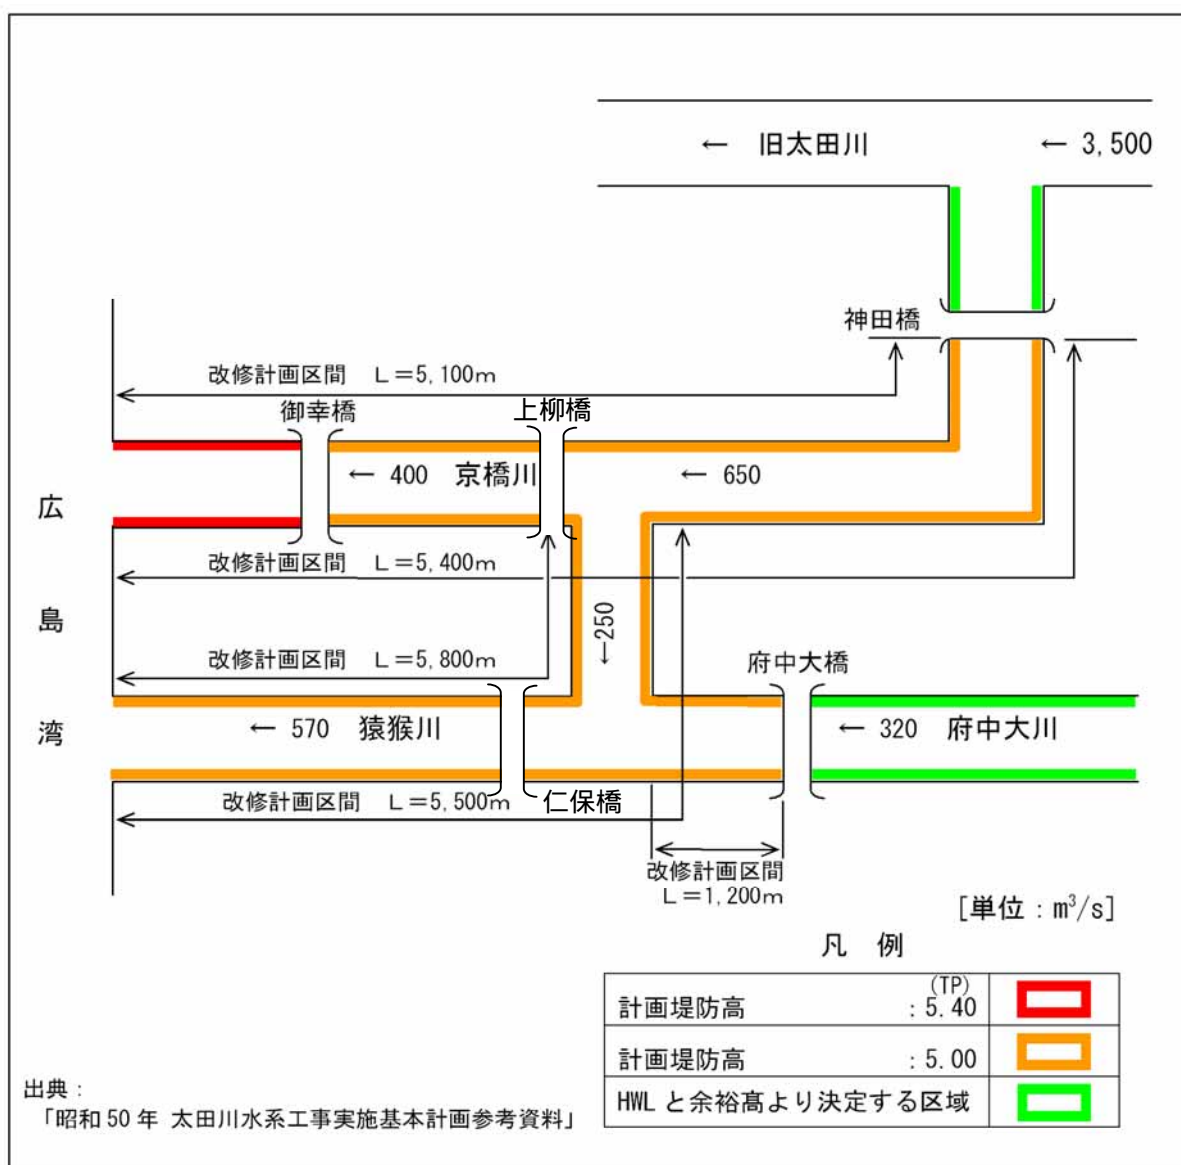 ← 旧太田川 ← 3,500
神田橋
改修計画区間 L=5,100m
御幸橋
上柳橋
← 400 京橋川
← 650
広島湾
改修計画区間 L=5,400m
←250
改修計画区間 L=5,800m
府中大橋
← 570 猿猴川
← 320 府中大川
改修計画区間 L=5,500m
仁保橋
改修計画区間
L=1,200m
[単位:m³/s]
凡 例
(TP)
計画堤防高 :5.40
計画堤防高 :5.00
HWLと余裕高より決定する区域
出典:
「昭和50年 太田川水系工事実施基本計画参考資料」